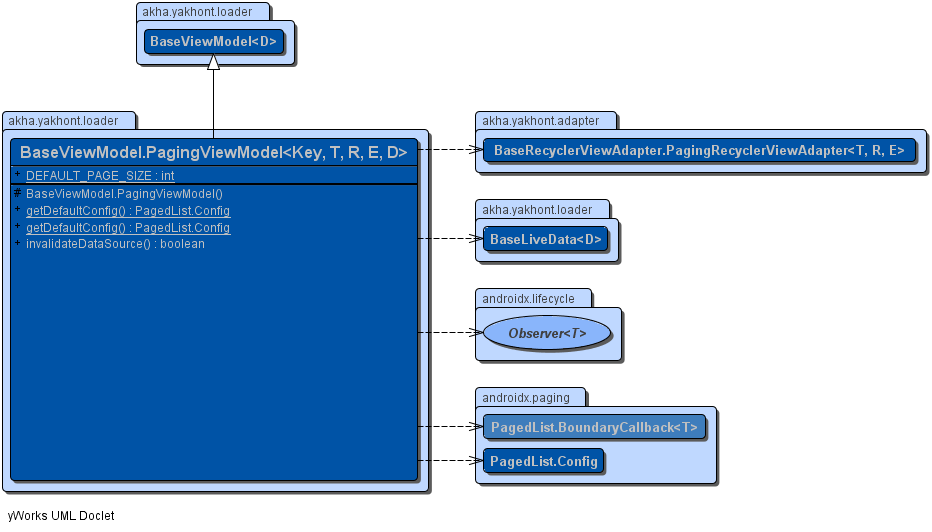 akha.yakhont.loader
BaseViewModel<D>
akha.yakhont.loader
BaseViewModel.PagingViewModel<Key, T, R, E, D>
+ DEFAULT_PAGE_SIZE : int
# BaseViewModel.PagingViewModel()
+ getDefaultConfig() : PagedList.Config
+ getDefaultConfig() : PagedList.Config
+ invalidateDataSource() : boolean
akha.yakhont.adapter
BaseRecyclerViewAdapter.PagingRecyclerViewAdapter<T, R, E>
akha.yakhont.loader
BaseLiveData<D>
androidx.lifecycle
Observer<T>
androidx.paging
PagedList.BoundaryCallback<T>
PagedList.Config
yWorks UML Doclet